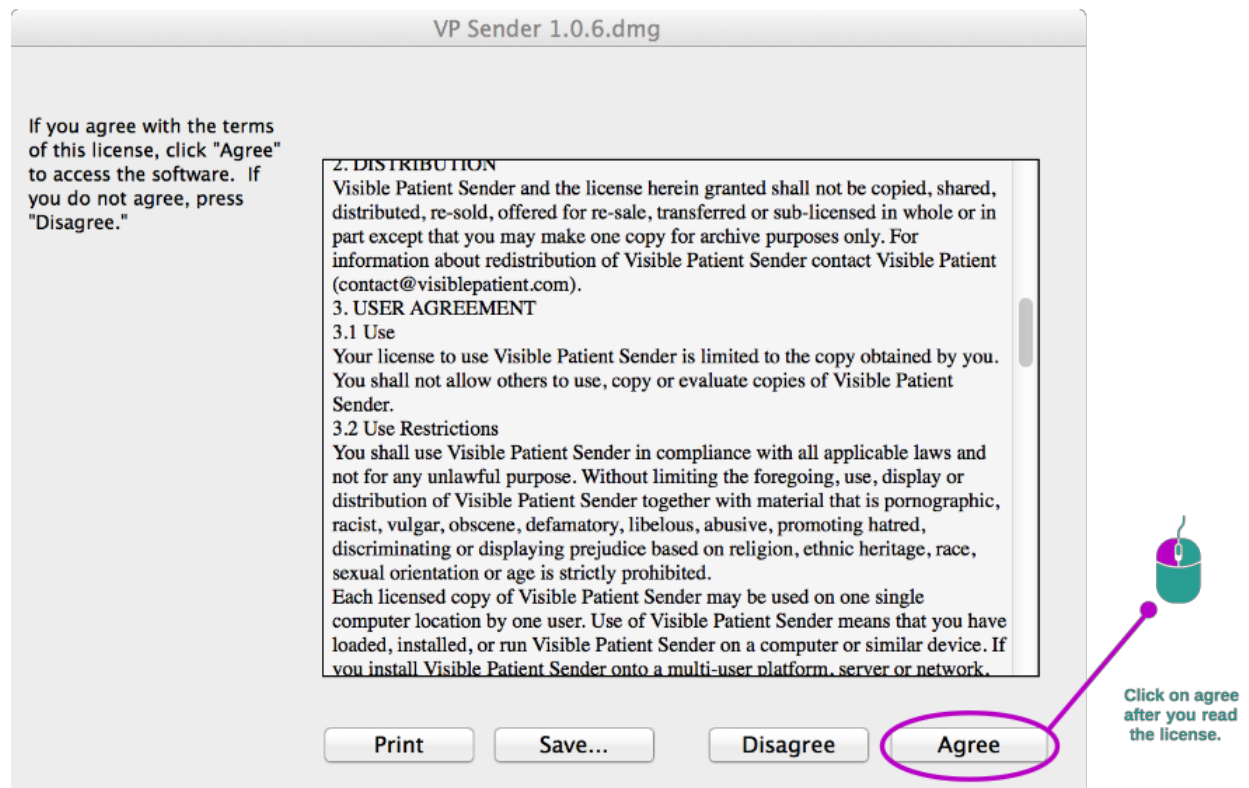 VP Sender 1.0.6.dmg
If you agree with the terms
of this license, click "Agree"
to access the software.  If
you do not agree, press
"Disagree."
2. DISTRIBUTION
Visible Patient Sender and the license herein granted shall not be copied, shared,
distributed, re-sold, offered for re-sale, transferred or sub-licensed in whole or in
part except that you may make one copy for archive purposes only. For
information about redistribution of Visible Patient Sender contact Visible Patient
(contact@visiblepatient.com).
3. USER AGREEMENT
3.1 Use
Your license to use Visible Patient Sender is limited to the copy obtained by you.
You shall not allow others to use, copy or evaluate copies of Visible Patient
Sender.
3.2 Use Restrictions
You shall use Visible Patient Sender in compliance with all applicable laws and
not for any unlawful purpose. Without limiting the foregoing, use, display or
distribution of Visible Patient Sender together with material that is pornographic,
racist, vulgar, obscene, defamatory, libelous, abusive, promoting hatred,
discriminating or displaying prejudice based on religion, ethnic heritage, race,
sexual orientation or age is strictly prohibited.
Each licensed copy of Visible Patient Sender may be used on one single
computer location by one user. Use of Visible Patient Sender means that you have
loaded, installed, or run Visible Patient Sender on a computer or similar device. If
you install Visible Patient Sender onto a multi-user platform, server or network,
Print
Save...
Disagree
Agree
Click on agree
after you read
the license.